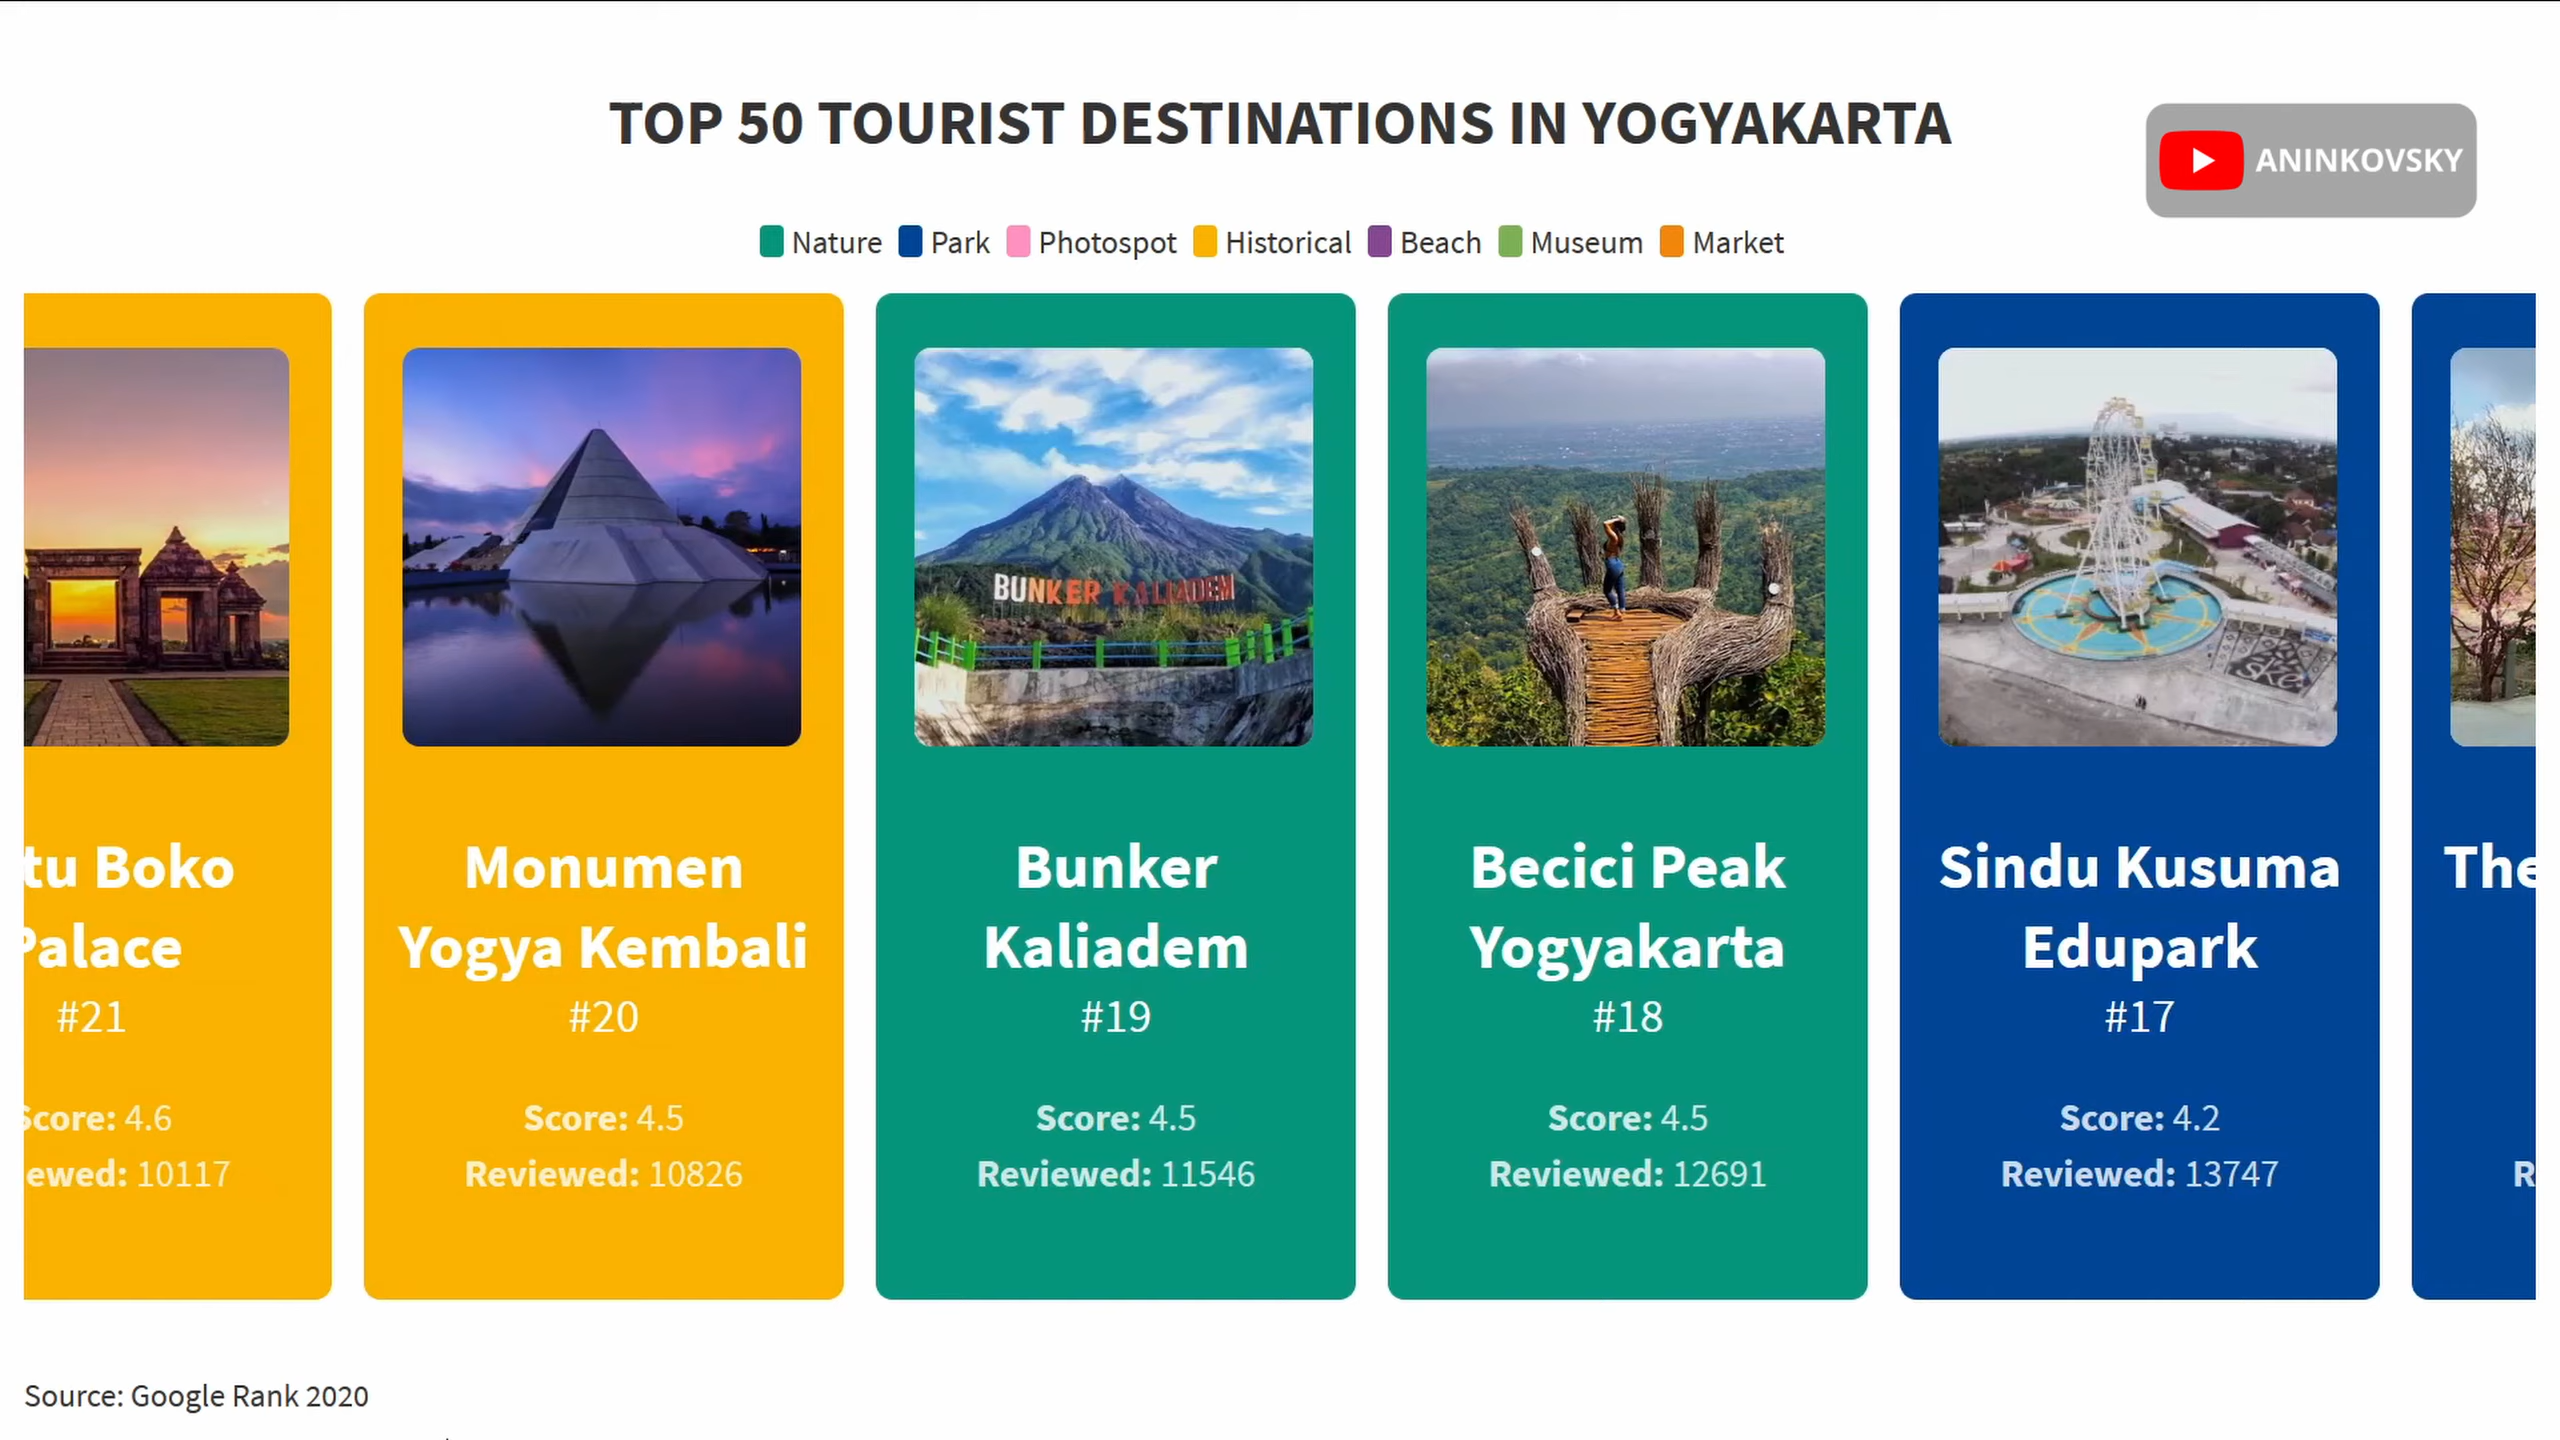 TOP 50 TOURIST DESTINATIONS IN YOGYAKARTA
ANINKOVSKY
Nature Park Photospot Historical Beach Museum Market
BUNKER KALIADEM
tu Boko
Palace
#21
Score: 4.6
ewed: 10117
Monumen
Yogya Kembali
#20
Score: 4.5
Reviewed: 10826
Bunker
Kaliadem
#19
Score: 4.5
Reviewed: 11546
Becici Peak
Yogyakarta
#18
Score: 4.5
Reviewed: 12691
Sindu Kusuma
Edupark
#17
Score: 4.2
Reviewed: 13747
The
R
Source: Google Rank 2020